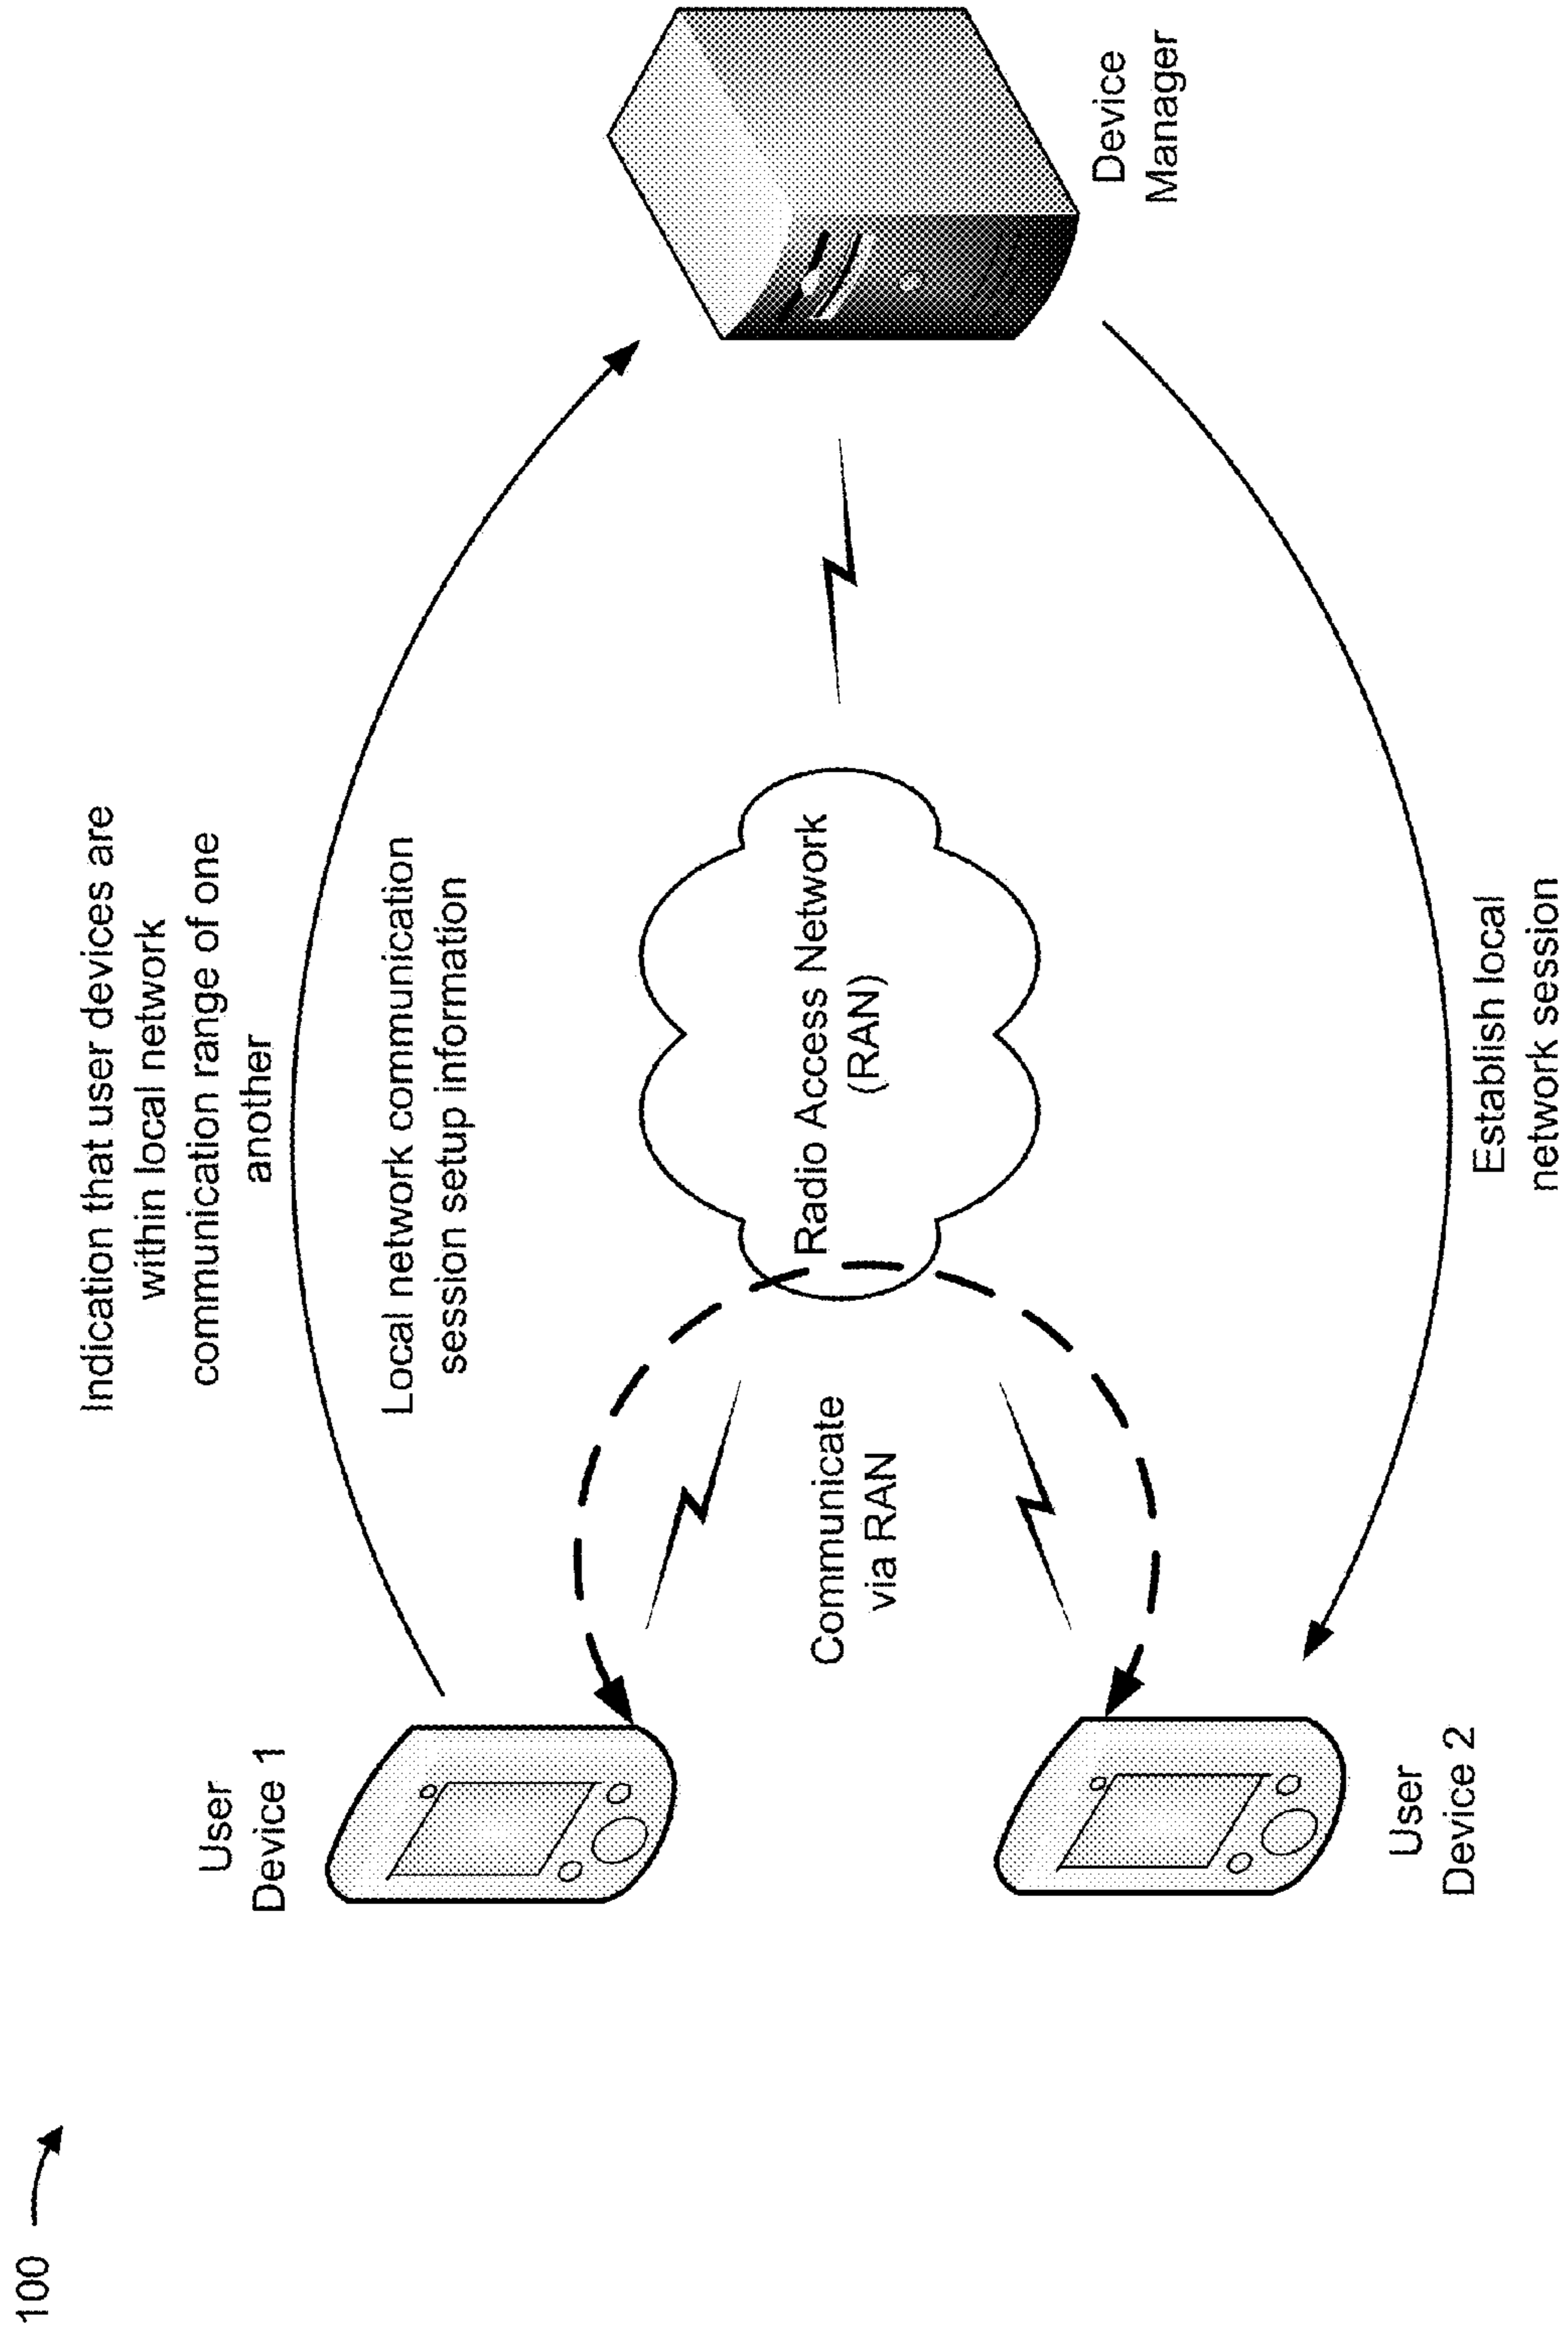 100
Indication that user devices are
within local network
communication range of one
another
User
Device 1
Local network communication
session setup information
Communicate
via RAN
Radio Access Network
(RAN)
Device
Manager
User
Device 2
Establish local
network session